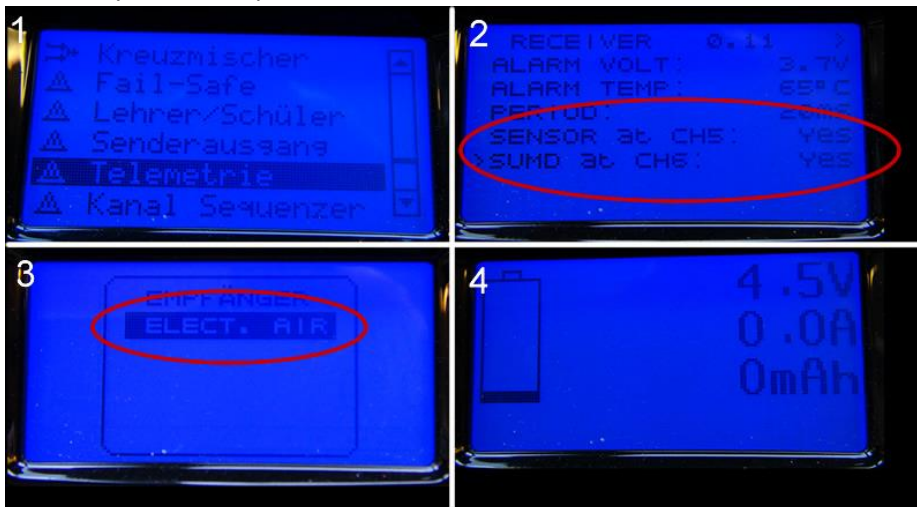 1
Kreuzmischer
Fail-Safe
Lehrer/Schüler
Senderausgang
Telemetrie
Kanal Sequenzer
2
RECEIVER 0.11 >
ALARM VOLT: 3.7V
ALARM TEMP: 65°C
PERIOD: 20MS
SENSOR at CH5: yes
>SUMD at CH6: yes
3
EMPFÄNGER
ELECT. AIR
4
4.5V
0.0A
0mAh